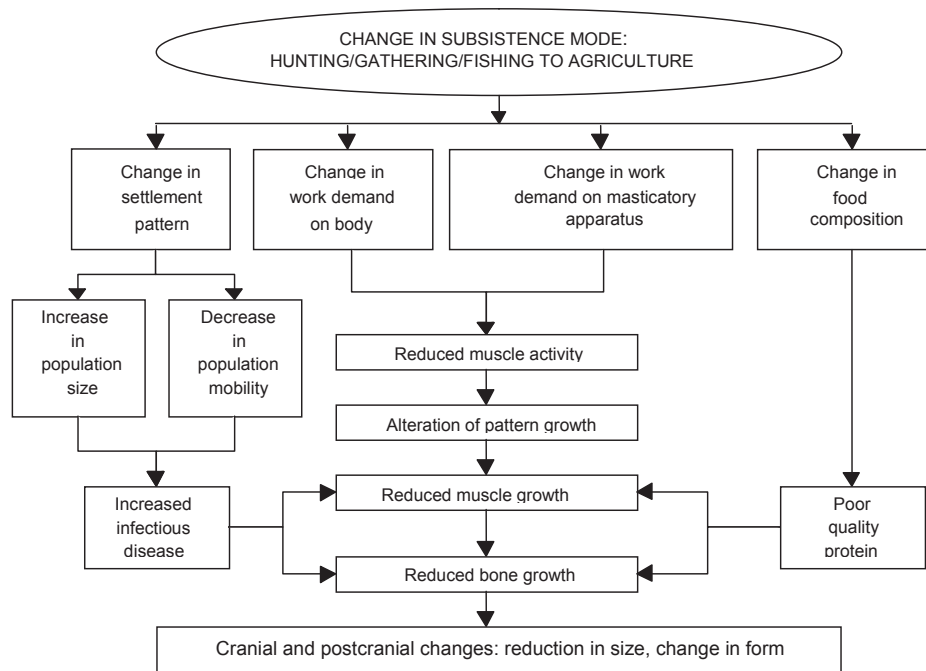 CHANGE IN SUBSISTENCE MODE:
HUNTING/GATHERING/FISHING TO AGRICULTURE
Change in
settlement
pattern
Change in
work demand
on body
Change in work
demand on masticatory
apparatus
Change in
food
composition
Increase
in
population
size
Decrease
in
population
mobility
Reduced muscle activity
Alteration of pattern growth
Increased
infectious
disease
Reduced muscle growth
Poor
quality
protein
Reduced bone growth
Cranial and postcranial changes: reduction in size, change in form